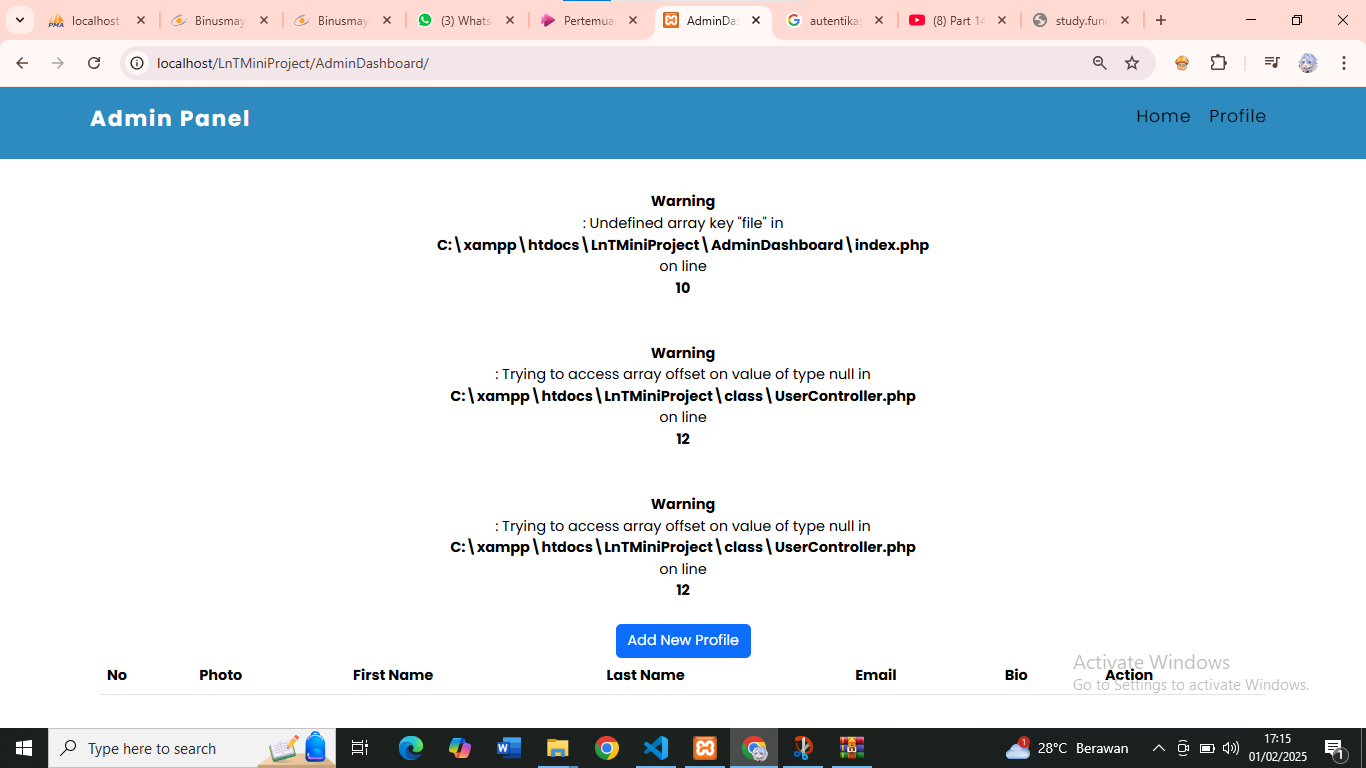 localhost
Binusmay
Binusmay
(3) Whats
Pertemua
AdminDas
autentika
(8) Part 14
study.fund
localhost/LnTMiniProject/AdminDashboard/
Admin Panel
Home
Profile
Warning
: Undefined array key "file" in
C:\xampp\htdocs\LnTMiniProject\AdminDashboard\index.php
on line
10
Warning
: Trying to access array offset on value of type null in
C:\xampp\htdocs\LnTMiniProject\class\UserController.php
on line
12
Warning
: Trying to access array offset on value of type null in
C:\xampp\htdocs\LnTMiniProject\class\UserController.php
on line
12
Add New Profile
No Photo First Name Last Name Email Bio Action
Activate Windows
Go to Settings to activate Windows.
Type here to search
28°C Berawan
17:15
01/02/2025